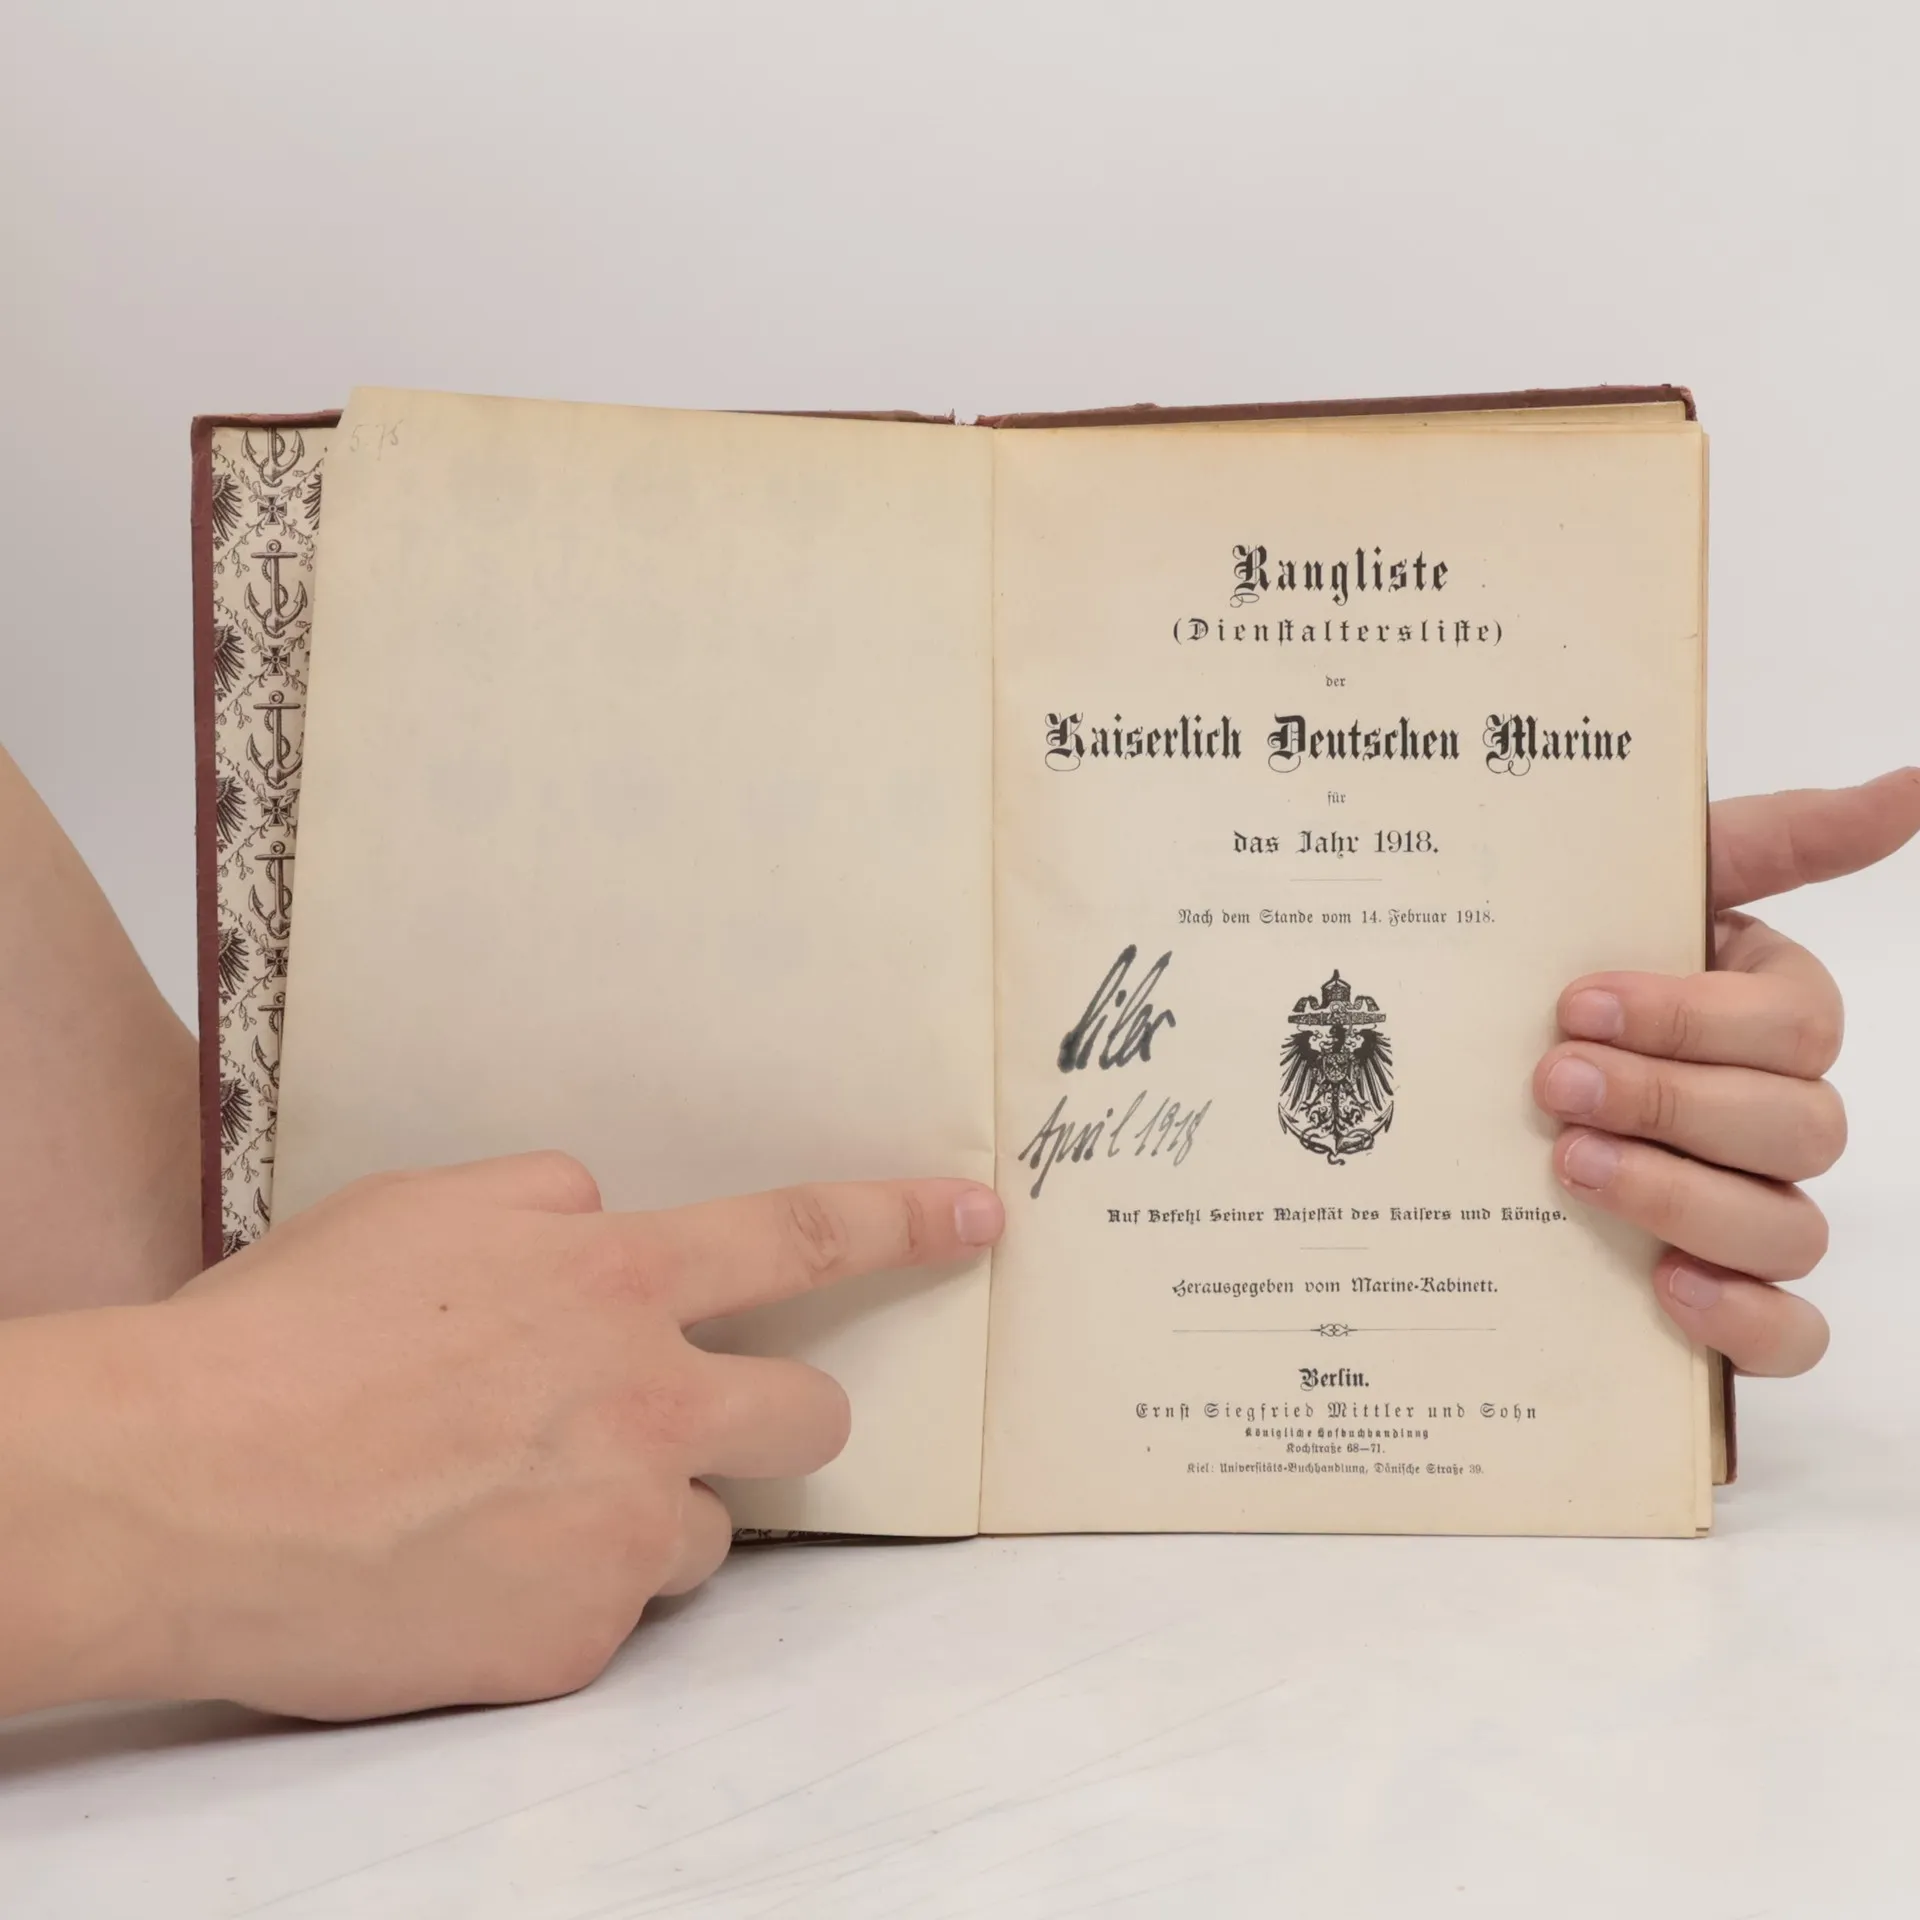 5.75
Rangliste
(Dienſtaltersliſte)
der
Kaiserlich Deutschen Marine
für
das Jahr 1918.
Nach dem Stande vom 14. Februar 1918.
April 1918
Auf Befehl Seiner Majeſtät des Kaiſers und Königs.
Herausgegeben vom Marine-Kabinett.
Berlin.
Ernſt Siegfried Mittler und Sohn
Königliche Hofbuchhandlung
Kochſtraße 68—71.
Kiel: Univerſitäts-Buchhandlung, Däniſche Straße 39.